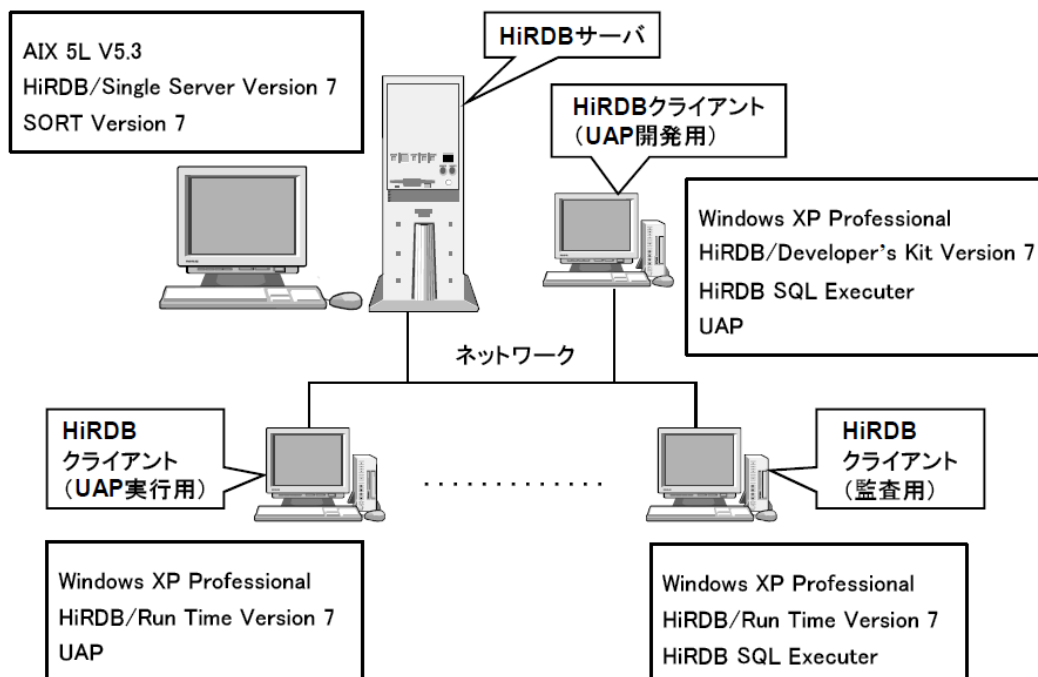 AIX 5L V5.3
HiRDB/Single Server Version 7
SORT Version 7
HiRDBサーバ
HiRDBクライアント
（UAP開発用）
Windows XP Professional
HiRDB/Developer's Kit Version 7
HiRDB SQL Executer
UAP
ネットワーク
HiRDB
クライアント
（UAP実行用）
HiRDB
クライアント
（監査用）
Windows XP Professional
HiRDB/Run Time Version 7
UAP
Windows XP Professional
HiRDB/Run Time Version 7
HiRDB SQL Executer